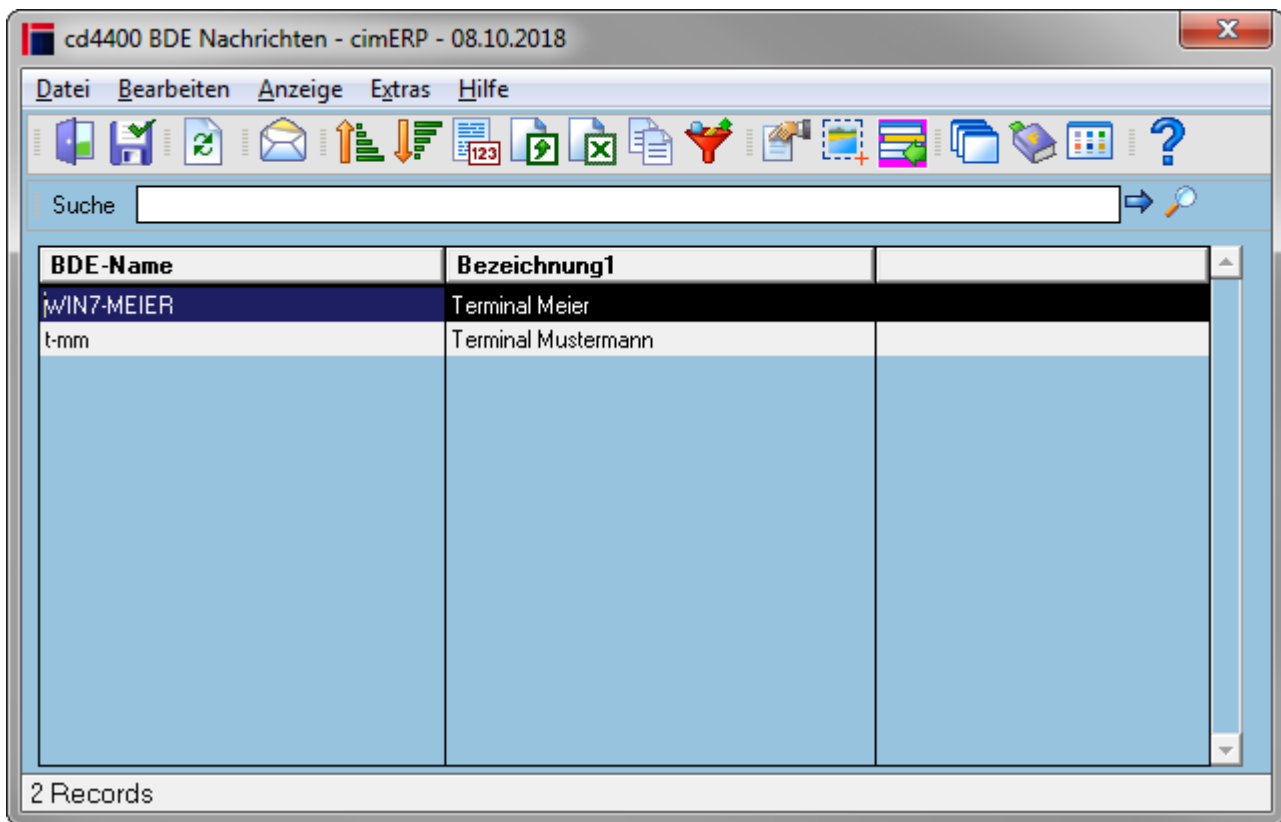 cd4400 BDE Nachrichten - cimERP - 08.10.2018
Datei Bearbeiten Anzeige Extras Hilfe
123
Suche
BDE-Name Bezeichnung1
WIN7-MEIER Terminal Meier
t-mm Terminal Mustermann
2 Records